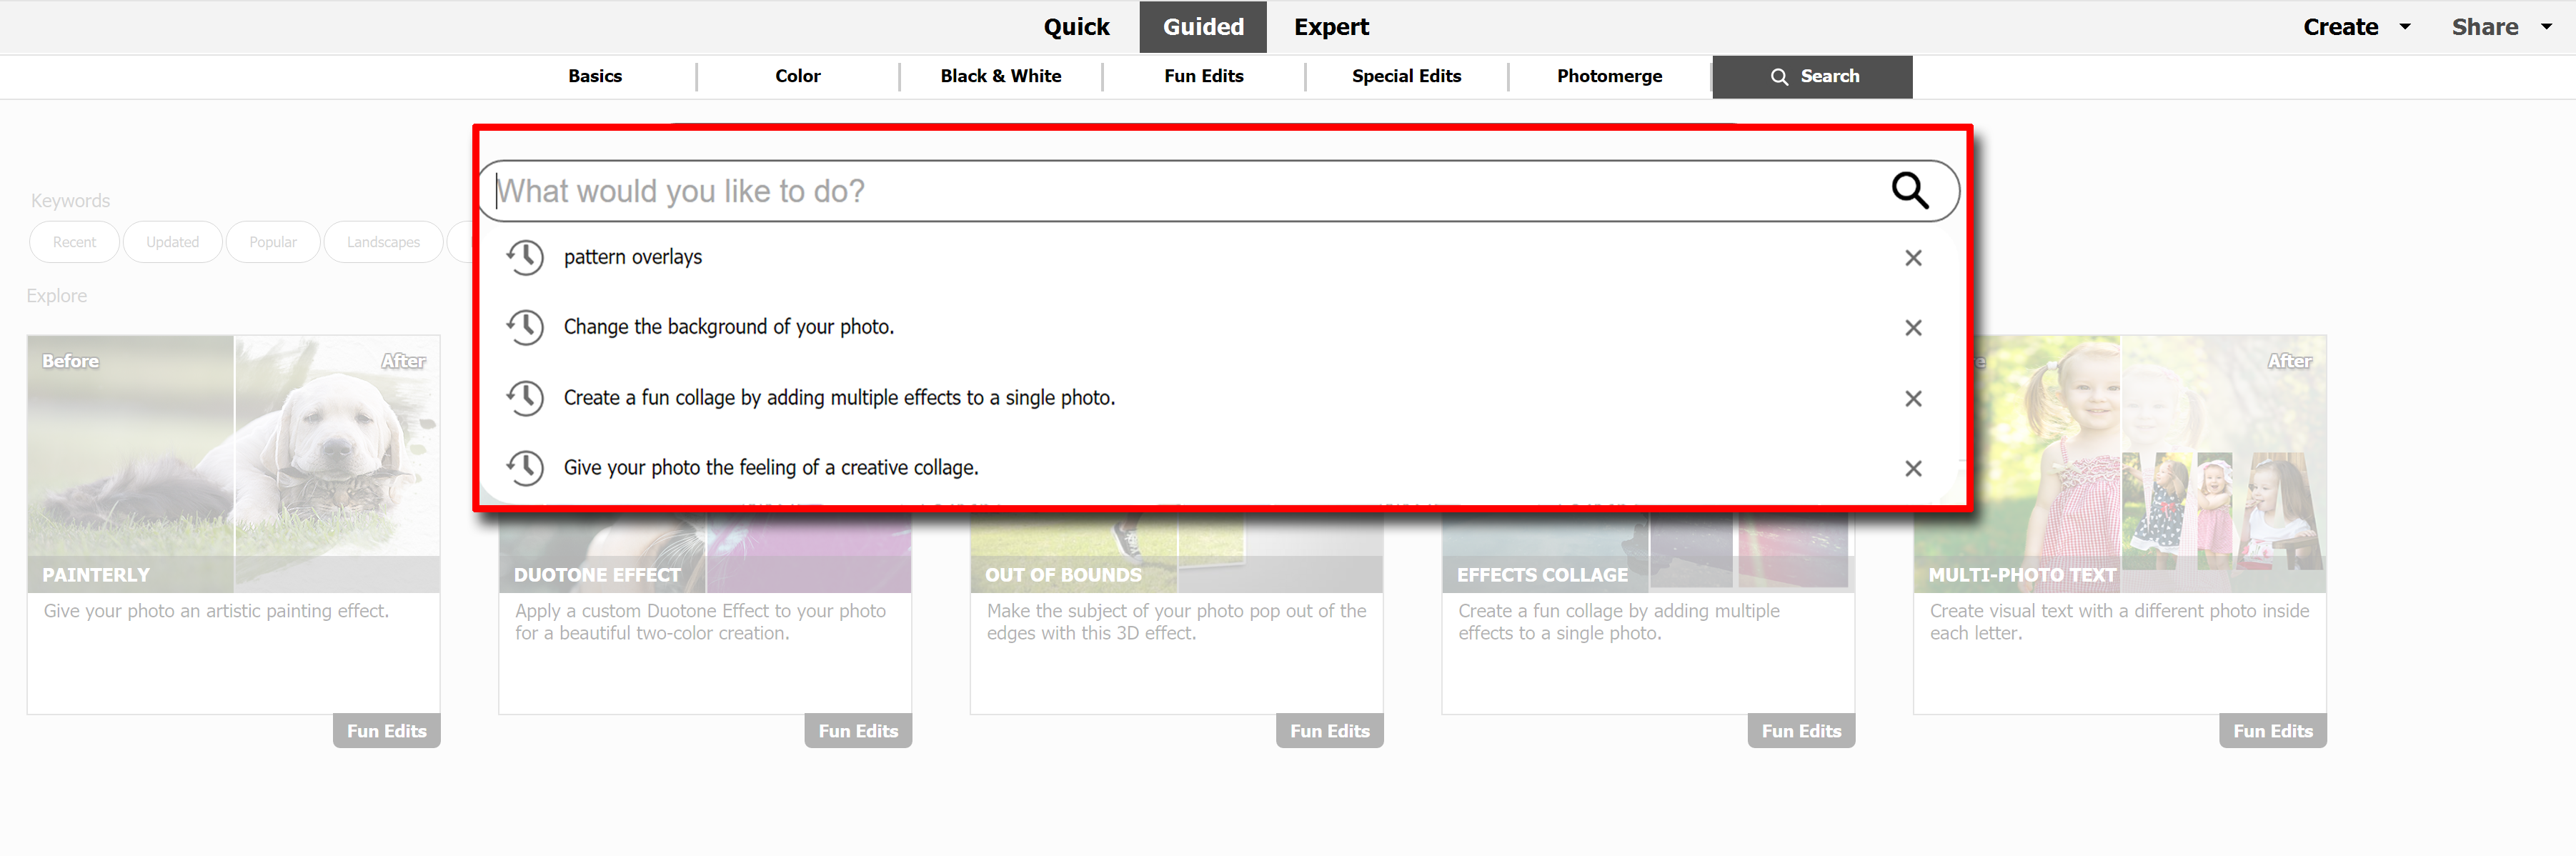 Quick Guided Expert Create Share
Basics Color Black & White Fun Edits Special Edits Photomerge Search
What would you like to do?
Keywords
Recent Updated Popular Landscapes
pattern overlays
Explore
Change the background of your photo.
Create a fun collage by adding multiple effects to a single photo.
Give your photo the feeling of a creative collage.
Before After
After
PAINTERLY
Give your photo an artistic painting effect.
Fun Edits
DUOTONE EFFECT
Apply a custom Duotone Effect to your photo
for a beautiful two-color creation.
Fun Edits
OUT OF BOUNDS
Make the subject of your photo pop out of the
edges with this 3D effect.
Fun Edits
EFFECTS COLLAGE
Create a fun collage by adding multiple
effects to a single photo.
Fun Edits
MULTI-PHOTO TEXT
Create visual text with a different photo inside
each letter.
Fun Edits